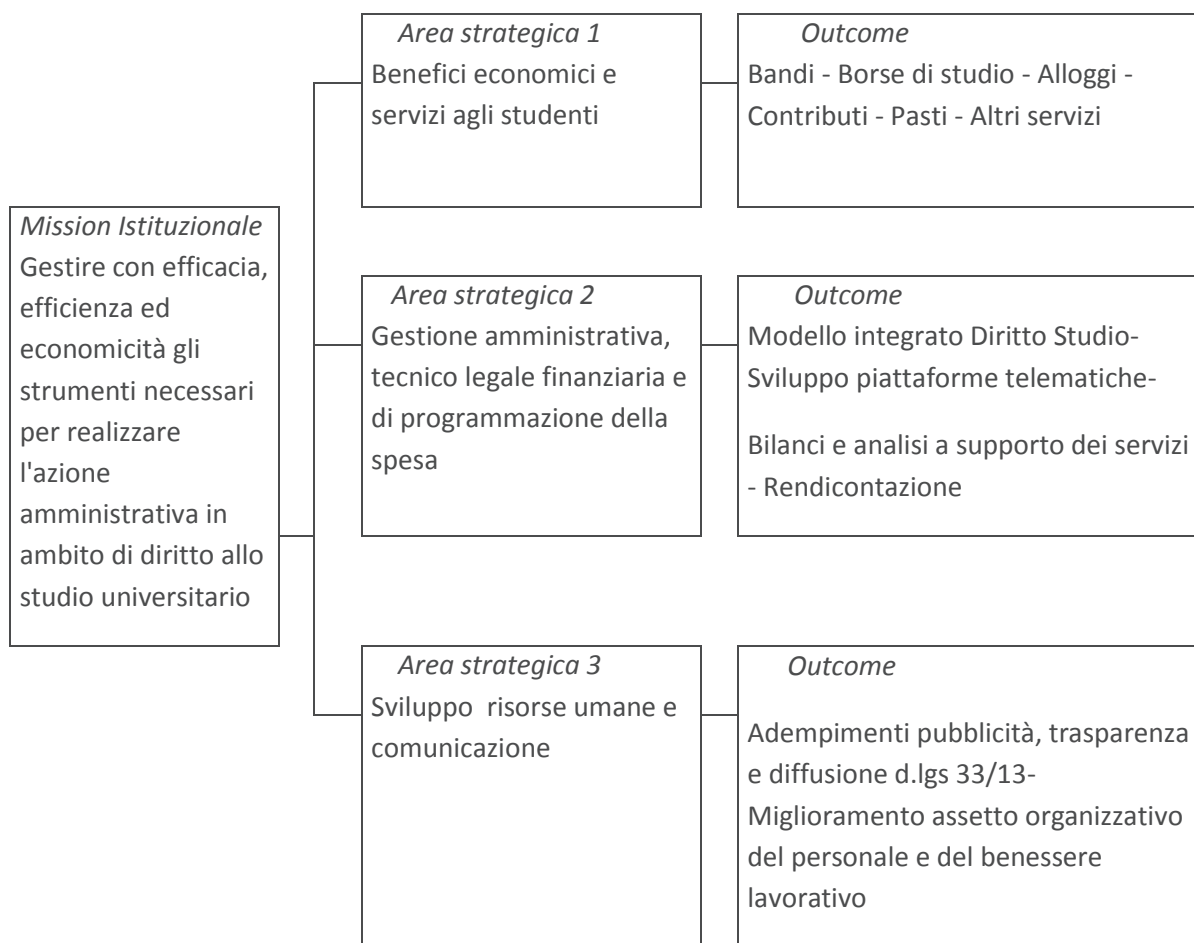 Mission Istituzionale
Gestire con efficacia,
efficienza ed
economicità gli
strumenti necessari
per realizzare
l'azione
amministrativa in
ambito di diritto allo
studio universitario
Area strategica 1
Benefici economici e
servizi agli studenti
Outcome
Bandi - Borse di studio - Alloggi -
Contributi - Pasti - Altri servizi
Area strategica 2
Gestione amministrativa,
tecnico legale finanziaria e
di programmazione della
spesa
Outcome
Modello integrato Diritto Studio-
Sviluppo piattaforme telematiche-
Bilanci e analisi a supporto dei servizi
- Rendicontazione
Area strategica 3
Sviluppo risorse umane e
comunicazione
Outcome
Adempimenti pubblicità, trasparenza
e diffusione d.lgs 33/13-
Miglioramento assetto organizzativo
del personale e del benessere
lavorativo